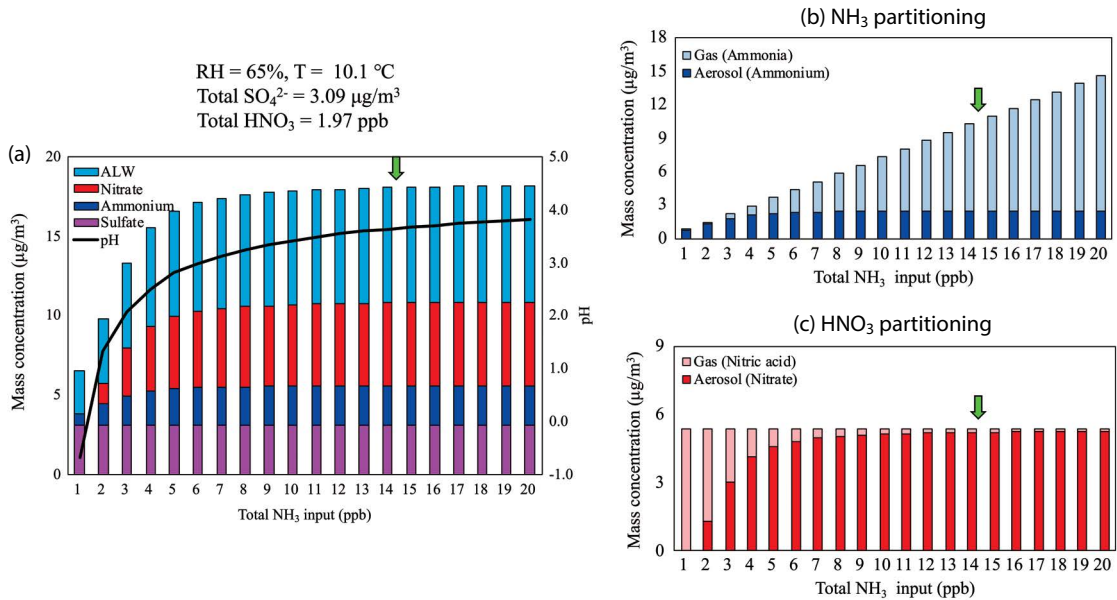 RH = 65%, T = 10.1 ℃
Total SO₄²⁻ = 3.09 μg/m³
Total HNO₃ = 1.97 ppb
(a)
Mass concentration (μg/m³)
20
15
10
5
0
ALW
Nitrate
Ammonium
Sulfate
pH
5.0
4.0
3.0
2.0
1.0
0.0
-1.0
pH
1 2 3 4 5 6 7 8 9 10 11 12 13 14 15 16 17 18 19 20
Total NH₃ input (ppb)
(b) NH₃ partitioning
Mass concentration (μg/m³)
18
15
12
9
6
3
0
Gas (Ammonia)
Aerosol (Ammonium)
1 2 3 4 5 6 7 8 9 10 11 12 13 14 15 16 17 18 19 20
Total NH₃ input (ppb)
(c) HNO₃ partitioning
Mass concentration (μg/m³)
9
6
3
0
Gas (Nitric acid)
Aerosol (Nitrate)
1 2 3 4 5 6 7 8 9 10 11 12 13 14 15 16 17 18 19 20
Total NH₃ input (ppb)